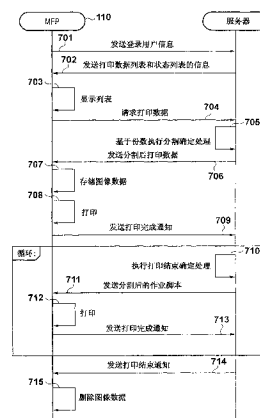 MFP
110
服务器
发送登录用户信息
701
702
发送打印数据列表和状态列表的信息
703
显示列表
请求打印数据
704
705
基于份数执行分割确定处理
707
发送分割后打印数据
706
存储图像数据
708
打印
发送打印完成通知
709
循环:
710
执行打印结束确定处理
711
发送分割后的作业脚本
712
打印
发送打印完成通知
713
发送打印结束通知
714
715
删除图像数据